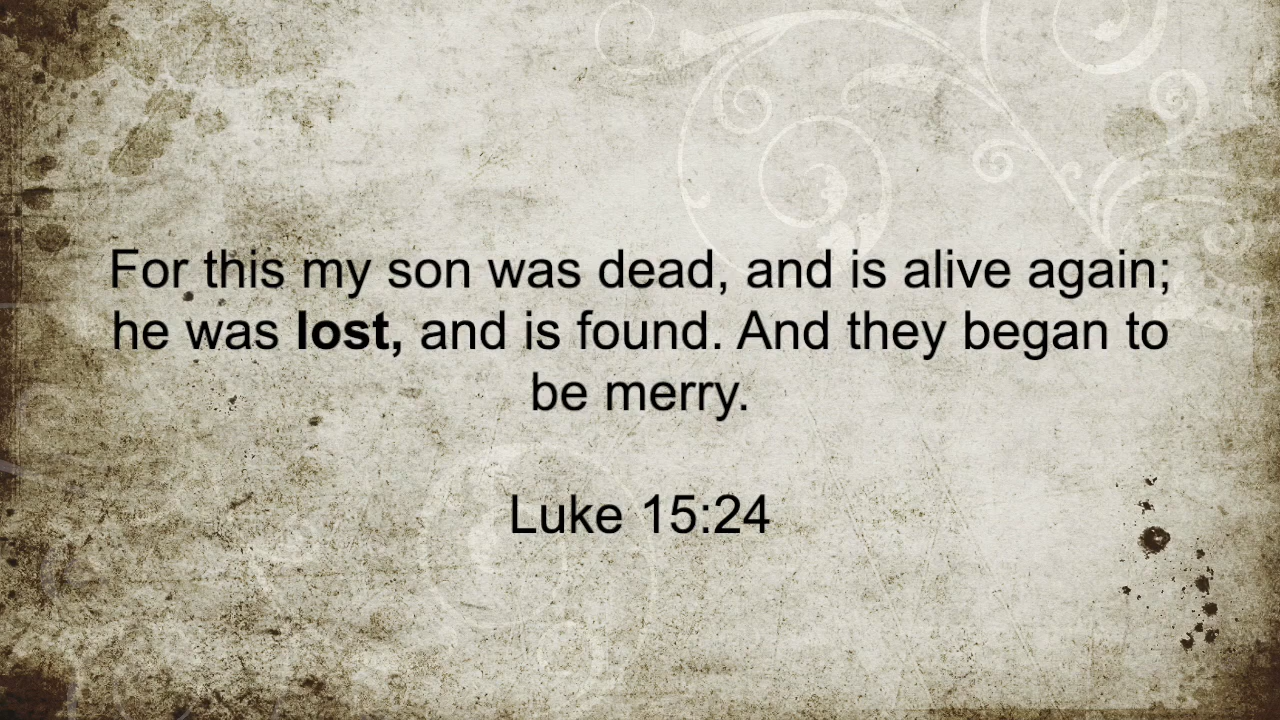 For this my son was dead, and is alive again;
he was lost, and is found. And they began to
be merry.
Luke 15:24